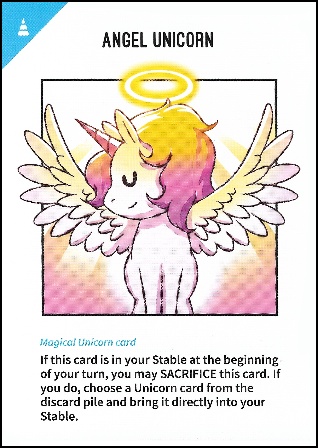 ANGEL UNICORN
Magical Unicorn card
If this card is in your Stable at the beginning
of your turn, you may SACRIFICE this card. If
you do, choose a Unicorn card from the
discard pile and bring it directly into your
Stable.